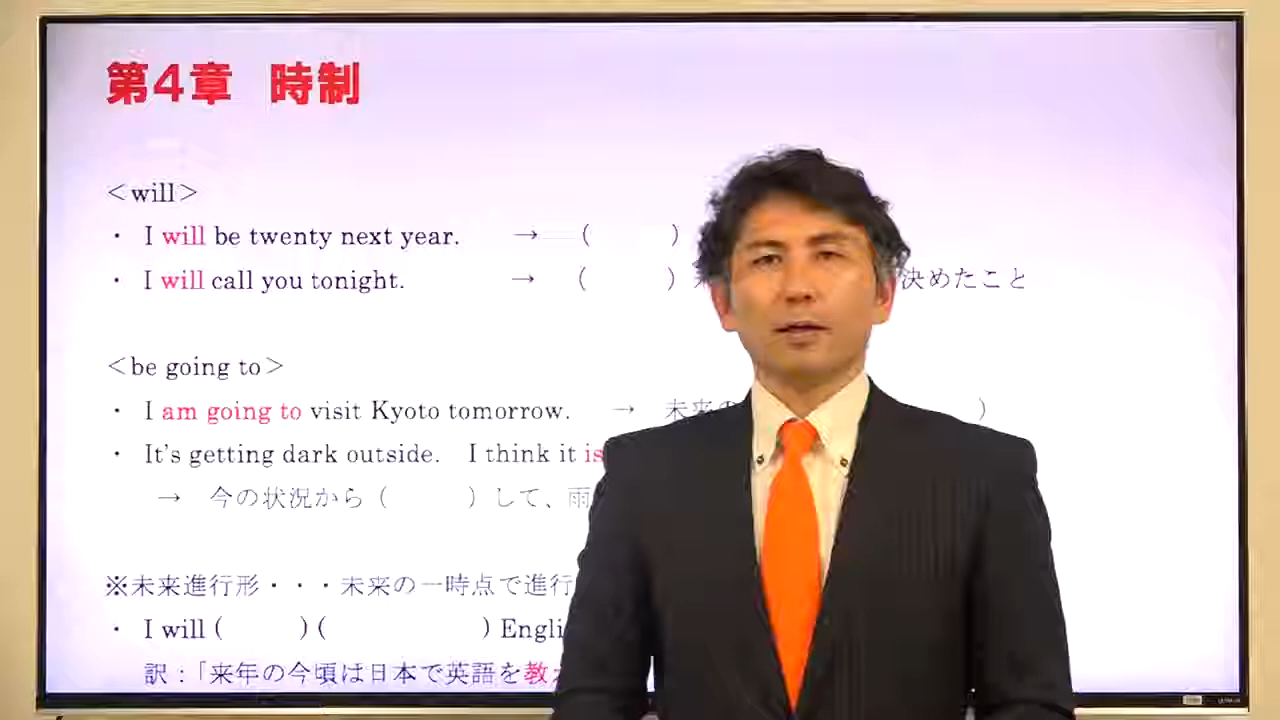 第4章 時制
＜will＞
・ I will be twenty next year. → (　　　)
・ I will call you tonight. → (　　　) 決めたこと
＜be going to＞
・ I am going to visit Kyoto tomorrow. → 未来の )
・ It's getting dark outside. I think it is
→ 今の状況から (　　　) して、雨
※未来進行形・・・未来の一時点で進行
・ I will (　　　) (　　　　　) Engli
訳：「来年の今頃は日本で英語を教え